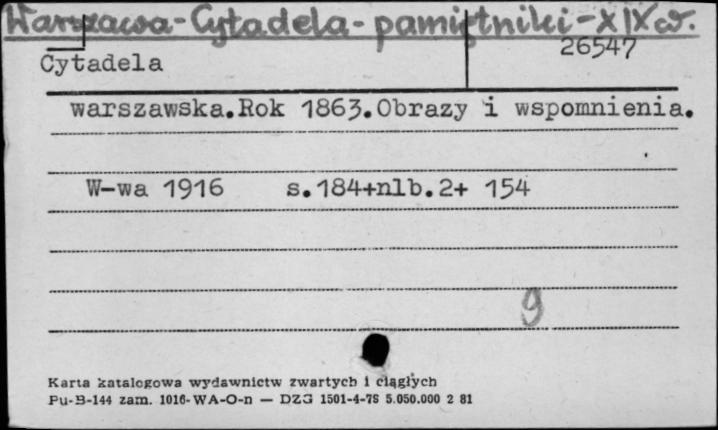 Warszawa-Cytadela-pamiętniki-XIXw.
26547
Cytadela
warszawska.Rok 1863.Obrazy i wspomnienia.
W-wa 1916 s.184+nlb.2+ 154
9
Karta katalogowa wydawnictw zwartych i ciągłych
Pu-B-144 zam. 1016-WA-O-n — DZG 1501-4-78 5.050.000 2 81